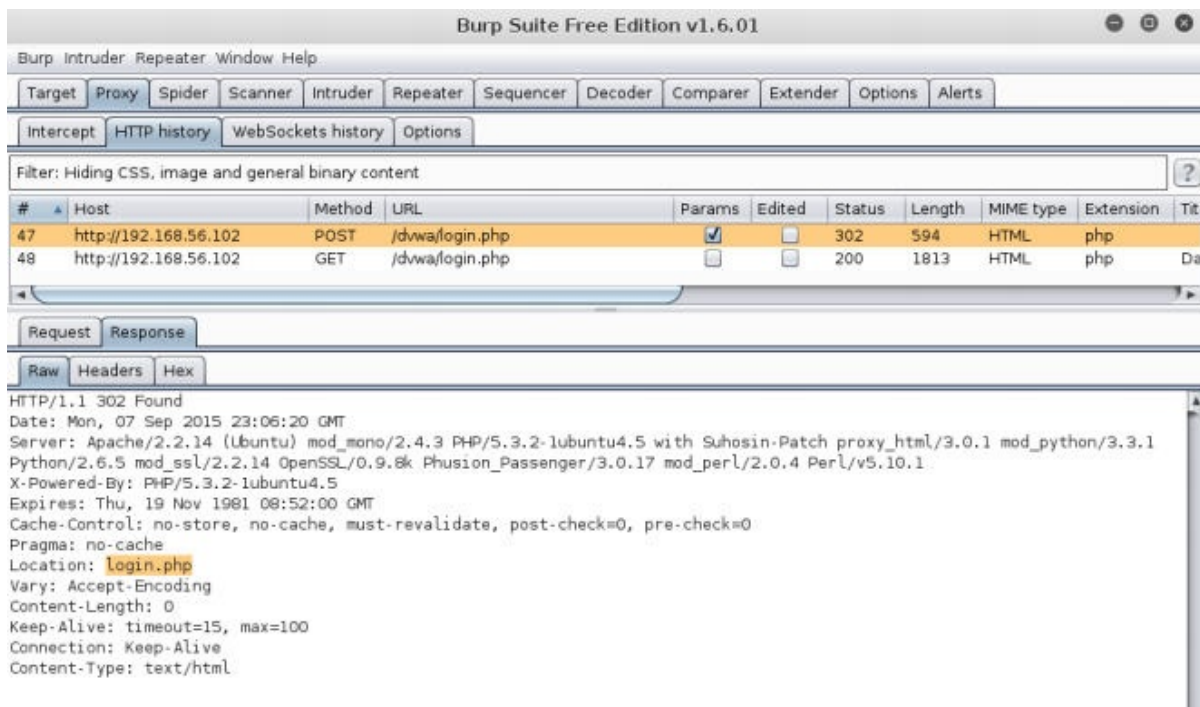 Burp Suite Free Edition v1.6.01
Burp Intruder Repeater Window Help
Target Proxy Spider Scanner Intruder Repeater Sequencer Decoder Comparer Extender Options Alerts
Intercept HTTP history WebSockets history Options
Filter: Hiding CSS, image and general binary content ?
# Host Method URL Params Edited Status Length MIME type Extension Tit
47 http://192.168.56.102 POST /dvwa/login.php 302 594 HTML php
48 http://192.168.56.102 GET /dvwa/login.php 200 1813 HTML php Da
Request Response
Raw Headers Hex
HTTP/1.1 302 Found
Date: Mon, 07 Sep 2015 23:06:20 GMT
Server: Apache/2.2.14 (Ubuntu) mod_mono/2.4.3 PHP/5.3.2-1ubuntu4.5 with Suhosin-Patch proxy_html/3.0.1 mod_python/3.3.1
Python/2.6.5 mod_ssl/2.2.14 OpenSSL/0.9.8k Phusion_Passenger/3.0.17 mod_perl/2.0.4 Perl/v5.10.1
X-Powered-By: PHP/5.3.2-1ubuntu4.5
Expires: Thu, 19 Nov 1981 08:52:00 GMT
Cache-Control: no-store, no-cache, must-revalidate, post-check=0, pre-check=0
Pragma: no-cache
Location: login.php
Vary: Accept-Encoding
Content-Length: 0
Keep-Alive: timeout=15, max=100
Connection: Keep-Alive
Content-Type: text/html